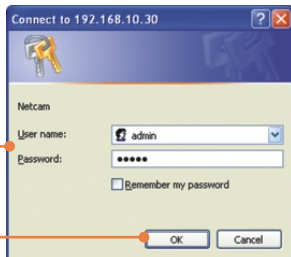 Connect to 192.168.10.30
Netcam
User name:
admin
Password:
●●●●●
Remember my password
OK
Cancel